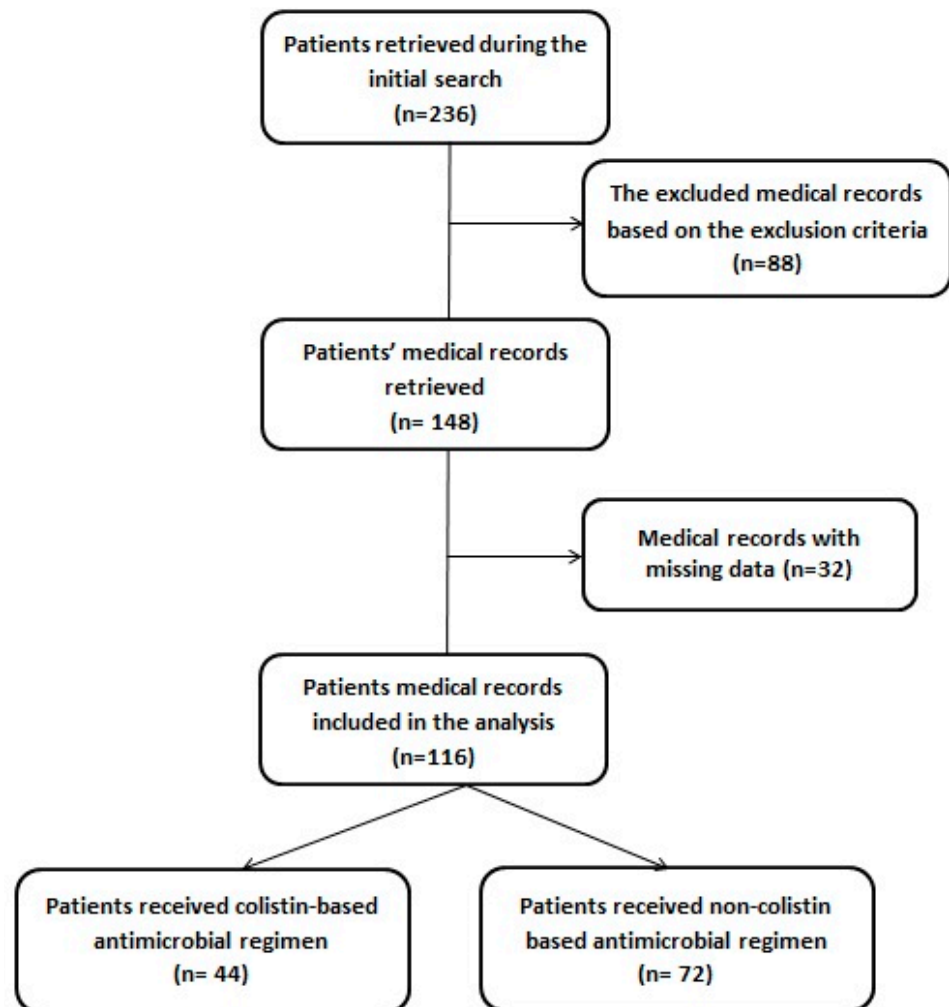 Patients retrieved during the
initial search
(n=236)
The excluded medical records
based on the exclusion criteria
(n=88)
Patients’ medical records
retrieved
(n= 148)
Medical records with
missing data (n=32)
Patients medical records
included in the analysis
(n=116)
Patients received colistin-based
antimicrobial regimen
(n= 44)
Patients received non-colistin
based antimicrobial regimen
(n= 72)